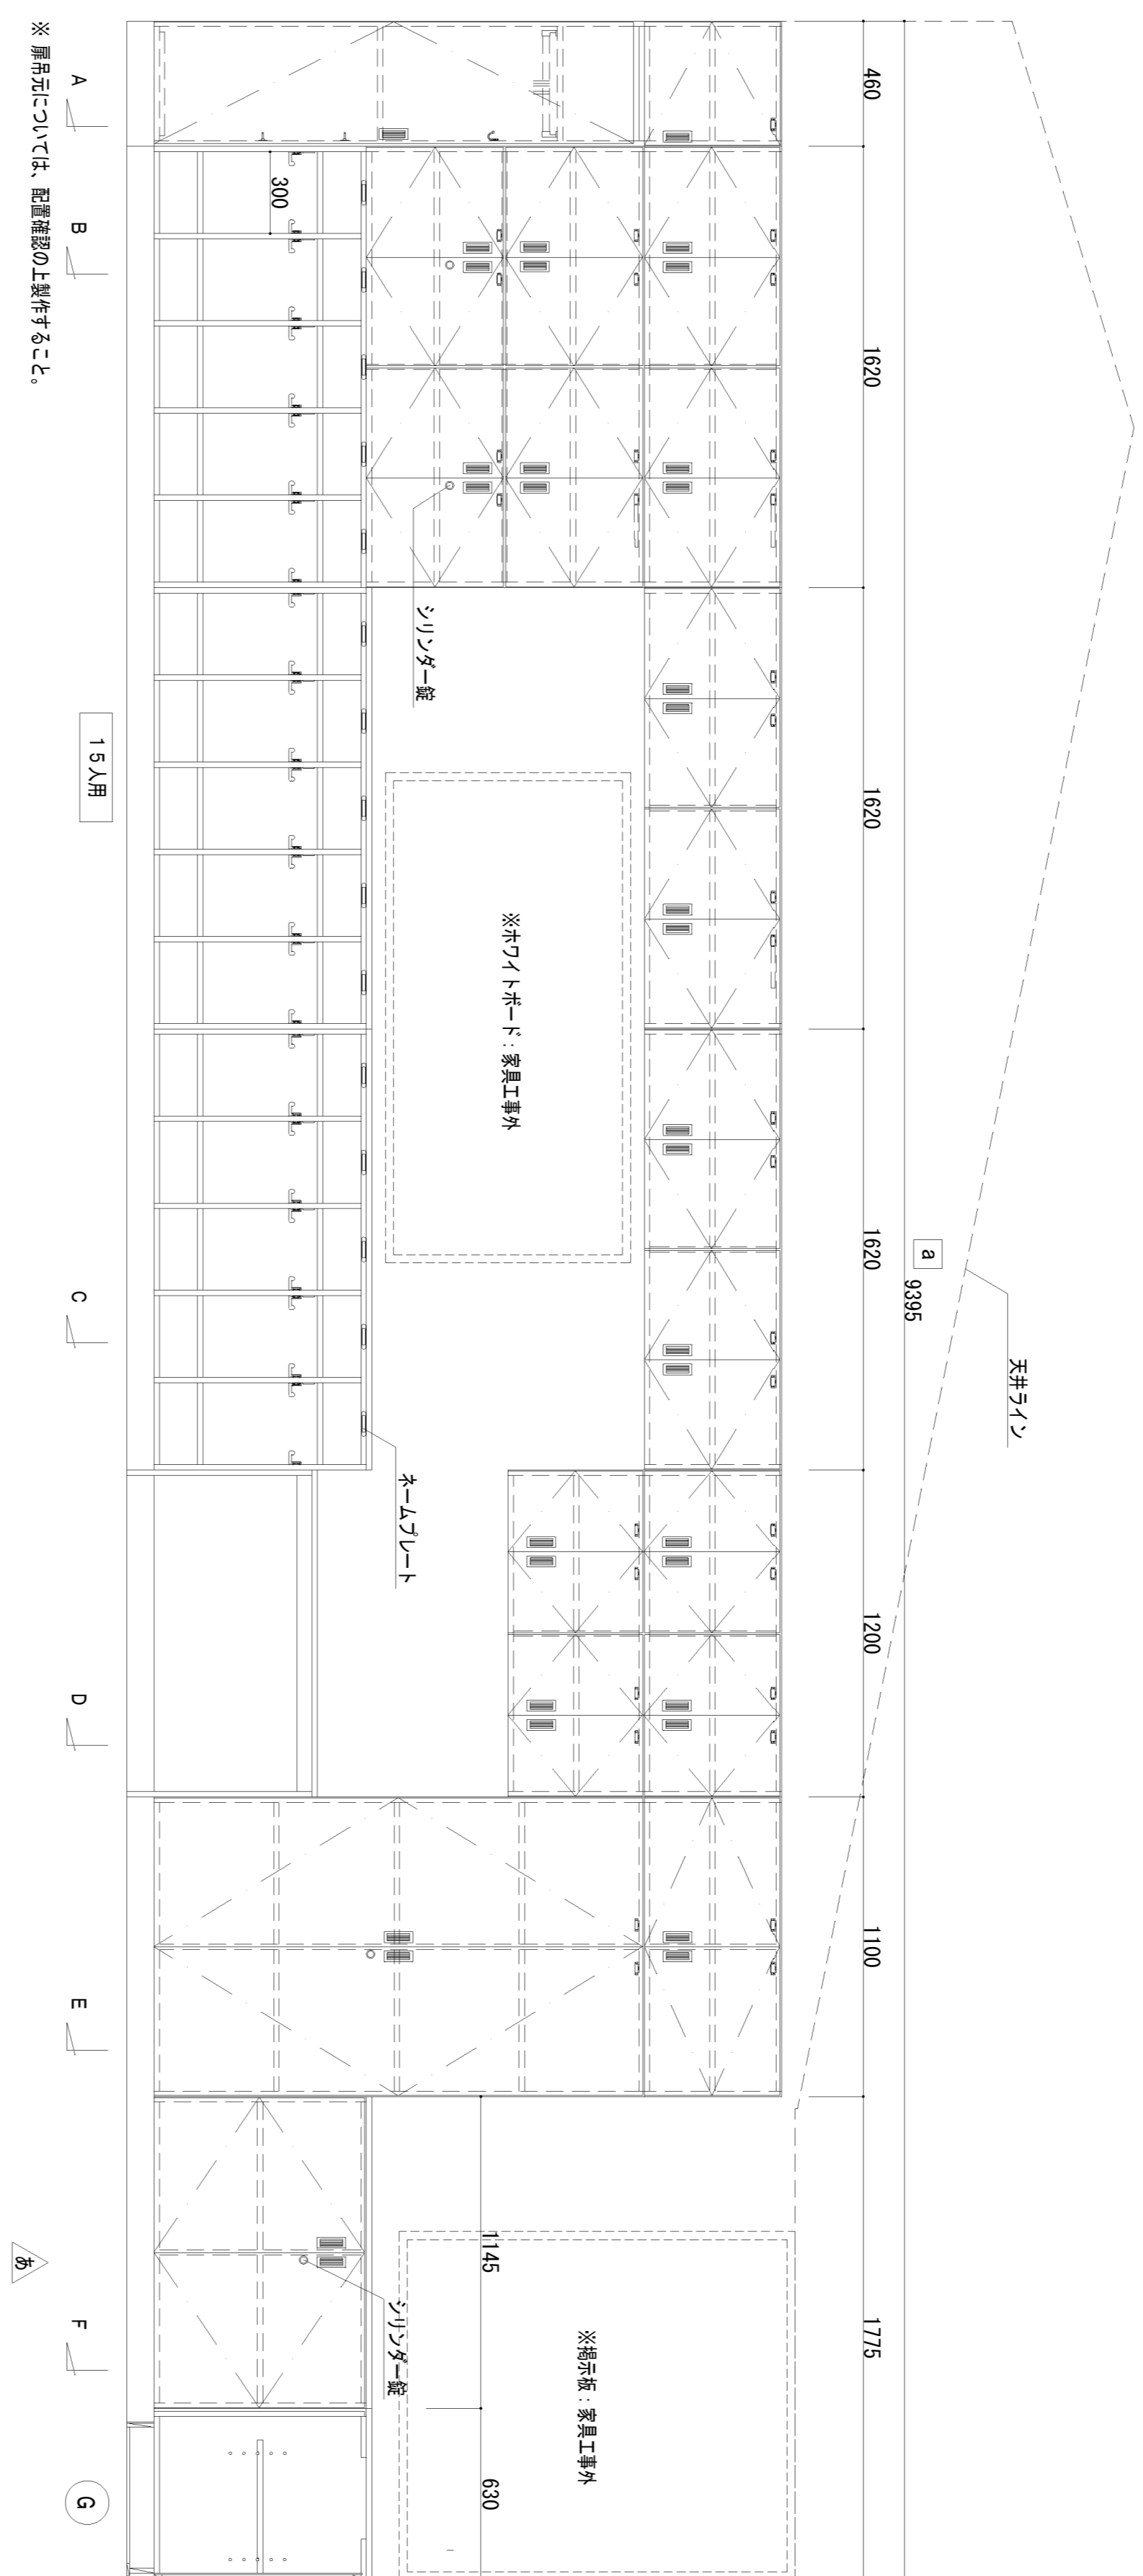 天井ライン
a
9395
460
1620
1620
1620
1200
1100
1775
※掲示板：家具工事外
※ホワイトボード：家具工事外
1145
630
シリンダー錠
ネームプレート
シリンダー錠
300
15人用
A
B
C
D
E
F
G
※ 扉吊元については、配置確認の上製作すること。
あ